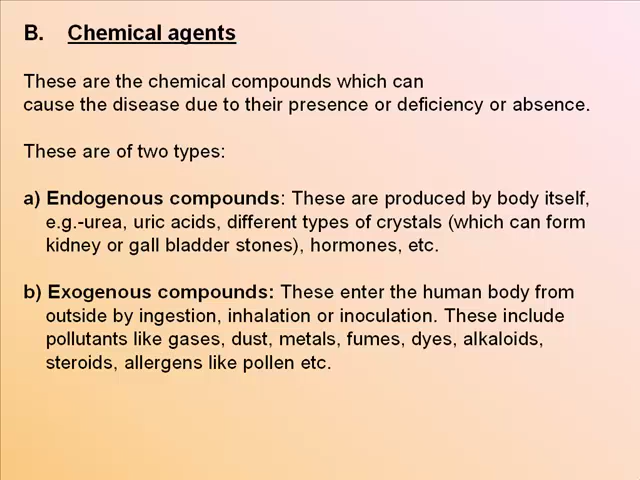 B. Chemical agents
These are the chemical compounds which can
cause the disease due to their presence or deficiency or absence.
These are of two types:
a) Endogenous compounds: These are produced by body itself,
e.g.-urea, uric acids, different types of crystals (which can form
kidney or gall bladder stones), hormones, etc.
b) Exogenous compounds: These enter the human body from
outside by ingestion, inhalation or inoculation. These include
pollutants like gases, dust, metals, fumes, dyes, alkaloids,
steroids, allergens like pollen etc.